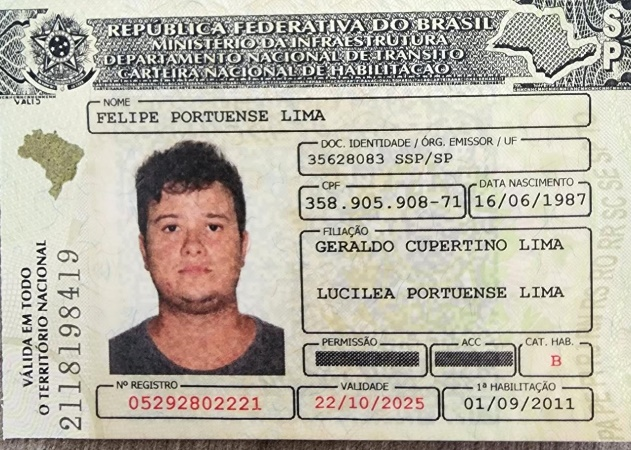 REPÚBLICA FEDERATIVA DO BRASIL
MINISTÉRIO DA INFRAESTRUTURA
DEPARTAMENTO NACIONAL DE TRÂNSITO
CARTEIRA NACIONAL DE HABILITAÇÃO
SP
NOME
FELIPE PORTUENSE LIMA
DOC. IDENTIDADE / ÓRG. EMISSOR / UF
35628083 SSP/SP
CPF
358.905.908-71
DATA NASCIMENTO
16/06/1987
FILIAÇÃO
GERALDO CUPERTINO LIMA
LUCILEA PORTUENSE LIMA
PERMISSÃO
ACC
CAT. HAB.
B
Nº REGISTRO
05292802221
VALIDADE
22/10/2025
1ª HABILITAÇÃO
01/09/2011
VÁLIDA EM TODO
O TERRITÓRIO NACIONAL
2118198419